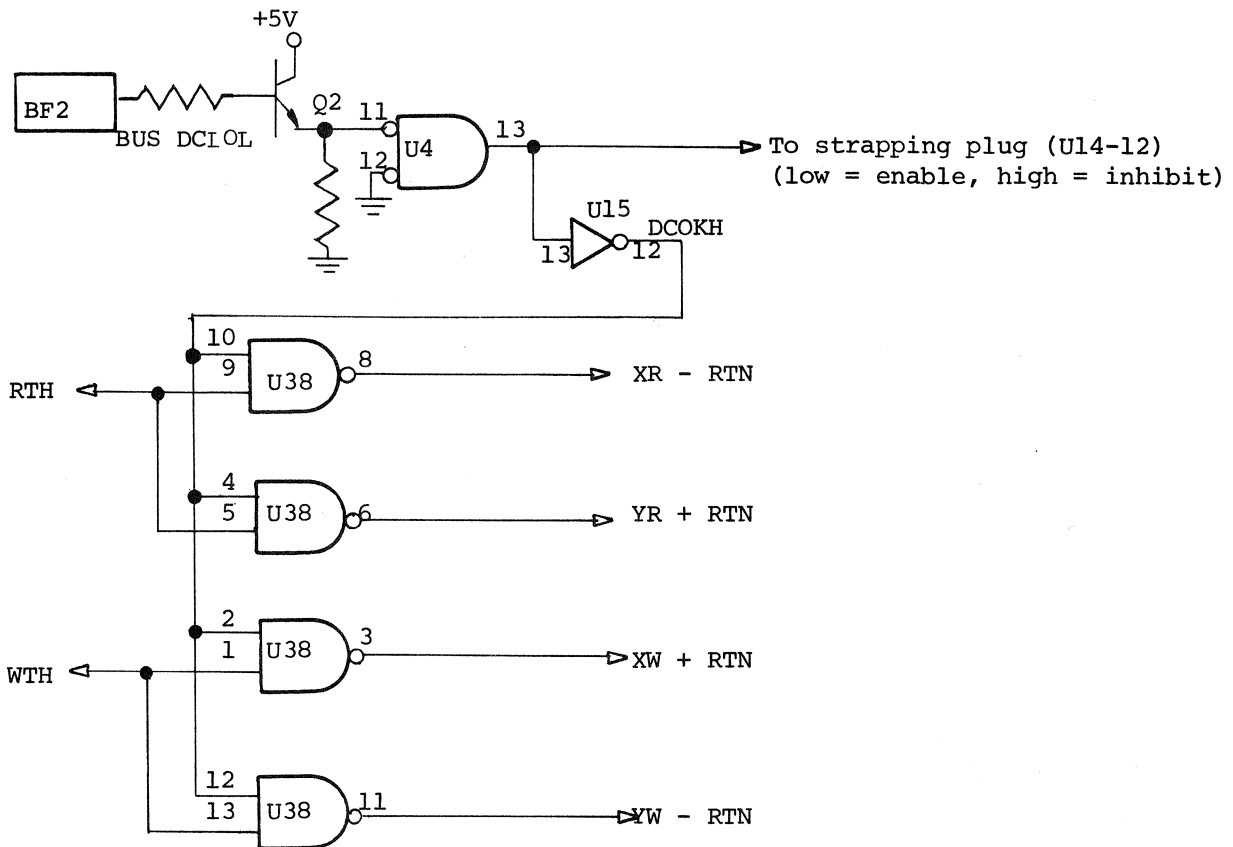 +5V
BF2
BUS DCLOL
Q2
11
12
U4
13
To strapping plug (U14-12)
(low = enable, high = inhibit)
U15
13
12
DCOKH
10
9
U38
8
XR - RTN
RTH
4
5
U38
6
YR + RTN
2
1
U38
3
XW + RTN
WTH
12
13
U38
11
YW - RTN